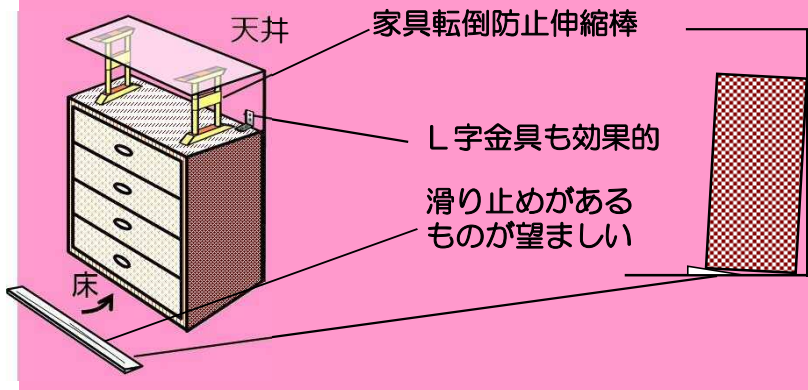 天井
家具転倒防止伸縮棒
L字金具も効果的
滑り止めがある
ものが望ましい
床